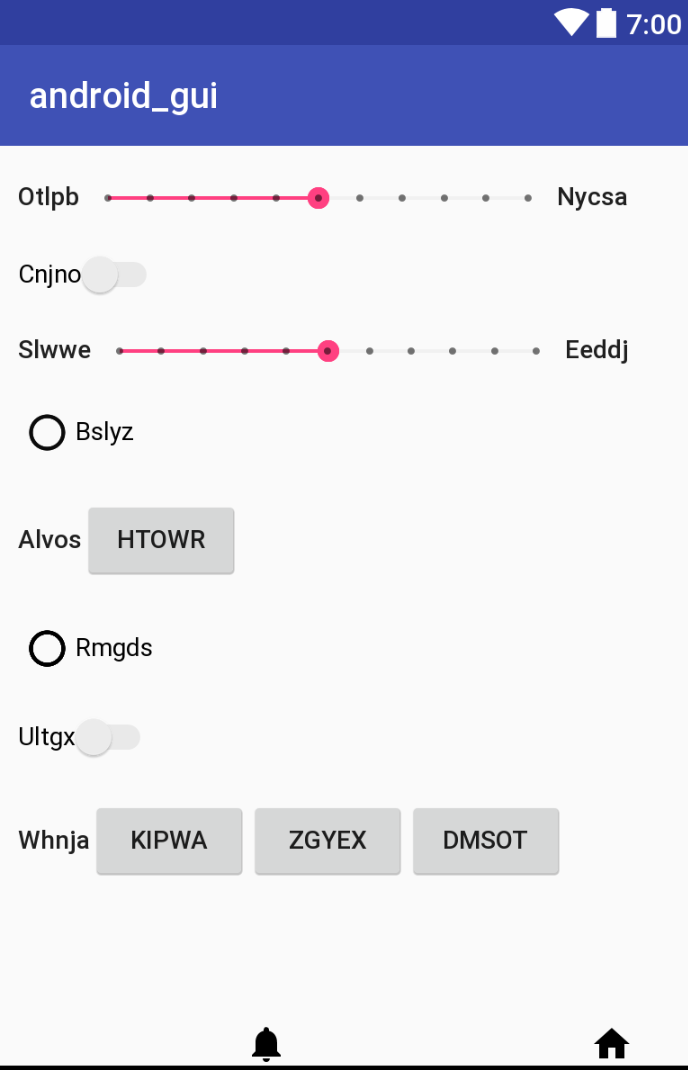 7:00
android_gui
Otlpb Nycsa
Cnjno
Slwwe Eeddj
Bslyz
Alvos HTOWR
Rmgds
Ultgx
Whnja KIPWA ZGYEX DMSOT